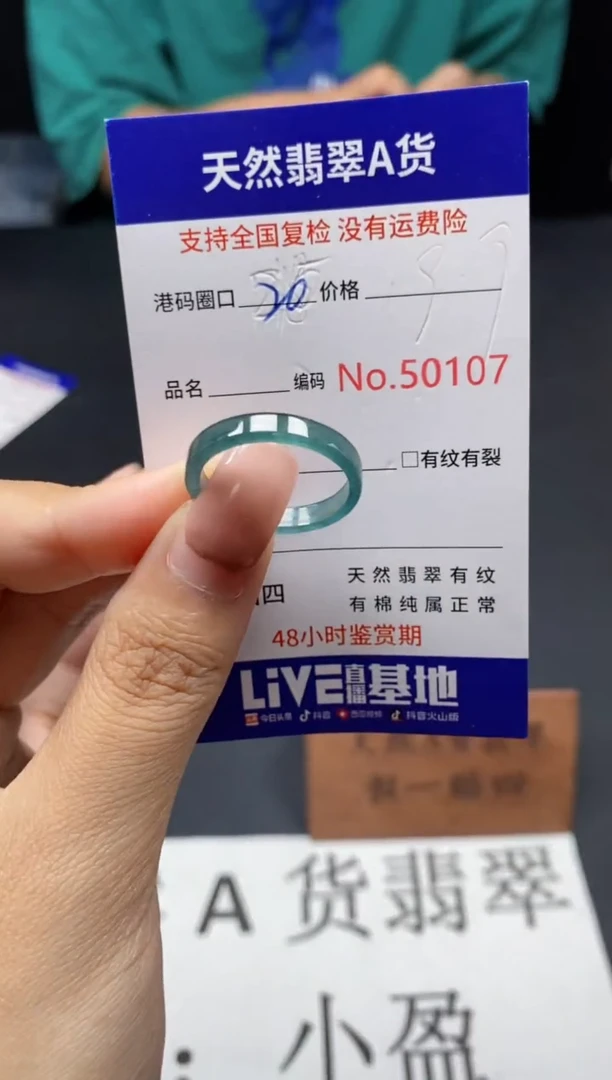 天然翡翠A货
支持全国复检 没有运费险
港码圈口 20 价格
品名 编码 No.50107
□有纹有裂
四 天然翡翠有纹
有棉纯属正常
48小时鉴赏期
LiVE直播基地
今日头条 抖音 西瓜视频 抖音火山版
假一赔四
A 货翡翠
：小盈